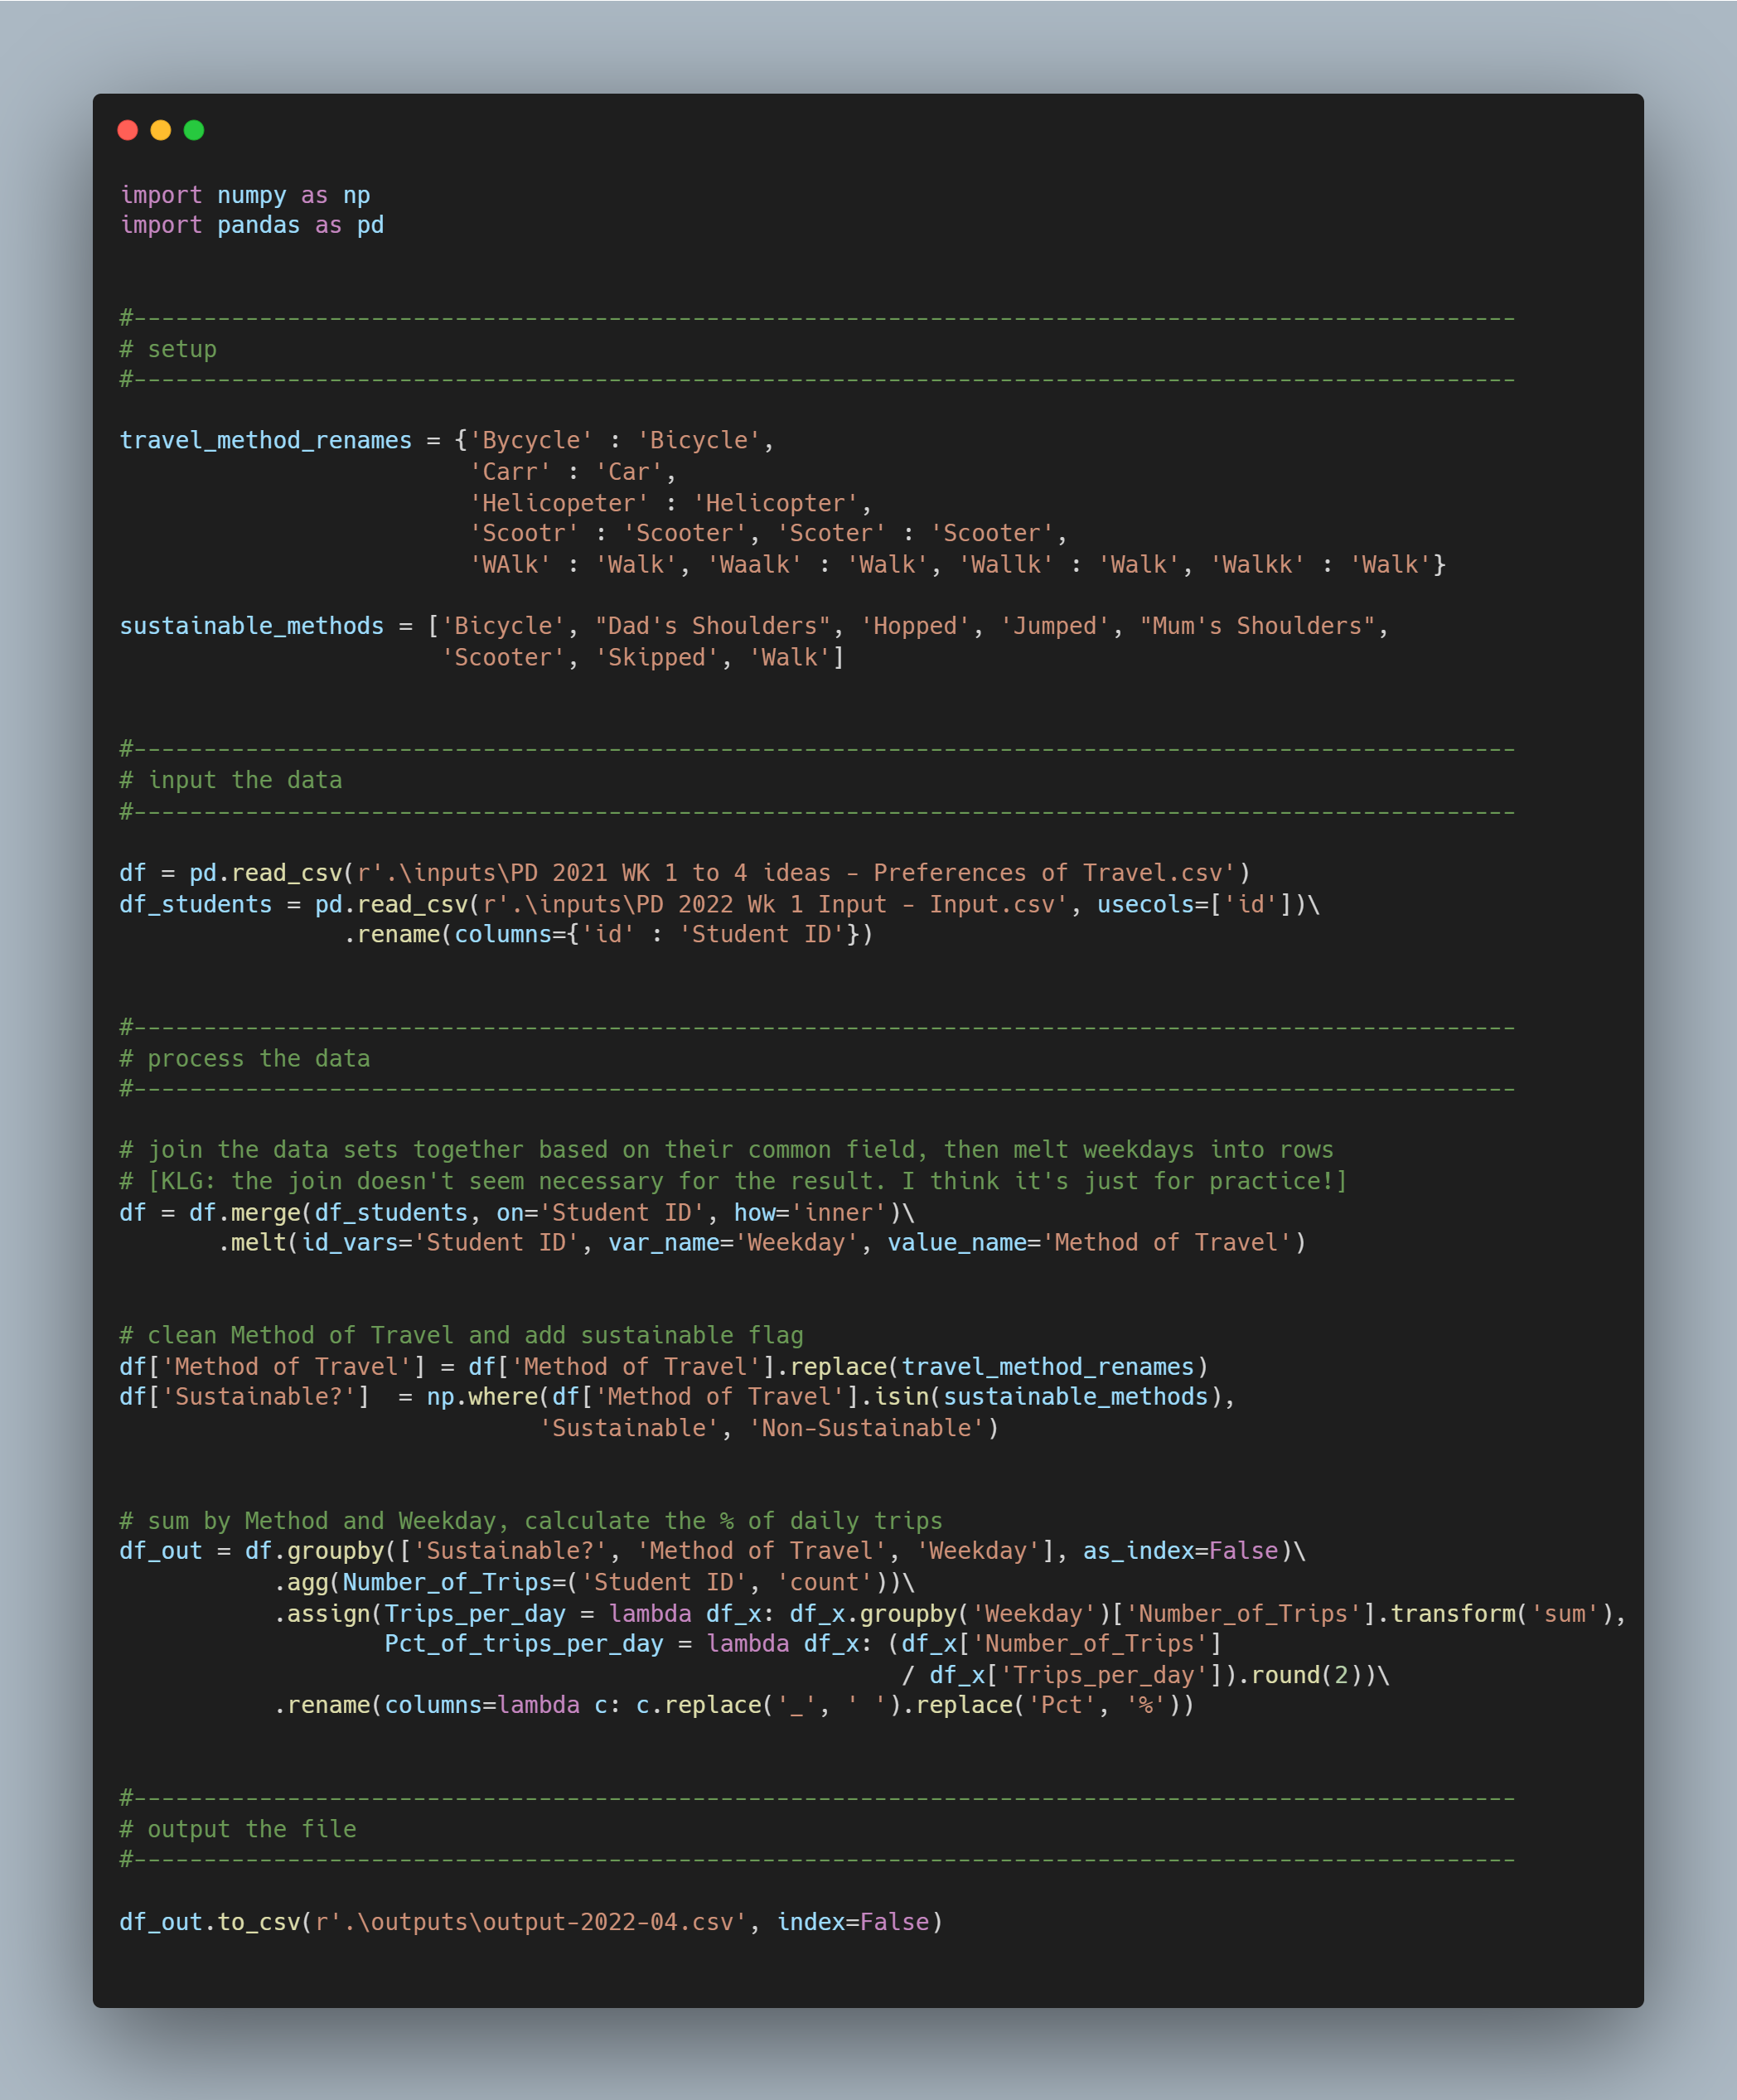 import numpy as np
import pandas as pd
#---------------------------------------------------------------------------------------------------
# setup
#---------------------------------------------------------------------------------------------------
travel_method_renames = {'Bycycle' : 'Bicycle',
'Carr' : 'Car',
'Helicopeter' : 'Helicopter',
'Scootr' : 'Scooter', 'Scoter' : 'Scooter',
'WAlk' : 'Walk', 'Waalk' : 'Walk', 'Wallk' : 'Walk', 'Walkk' : 'Walk'}
sustainable_methods = ['Bicycle', "Dad's Shoulders", 'Hopped', 'Jumped', "Mum's Shoulders",
'Scooter', 'Skipped', 'Walk']
#---------------------------------------------------------------------------------------------------
# input the data
#---------------------------------------------------------------------------------------------------
df = pd.read_csv(r'.\inputs\PD 2021 WK 1 to 4 ideas - Preferences of Travel.csv')
df_students = pd.read_csv(r'.\inputs\PD 2022 Wk 1 Input - Input.csv', usecols=['id'])\
.rename(columns={'id' : 'Student ID'})
#---------------------------------------------------------------------------------------------------
# process the data
#---------------------------------------------------------------------------------------------------
# join the data sets together based on their common field, then melt weekdays into rows
# [KLG: the join doesn't seem necessary for the result. I think it's just for practice!]
df = df.merge(df_students, on='Student ID', how='inner')\
.melt(id_vars='Student ID', var_name='Weekday', value_name='Method of Travel')
# clean Method of Travel and add sustainable flag
df['Method of Travel'] = df['Method of Travel'].replace(travel_method_renames)
df['Sustainable?']  = np.where(df['Method of Travel'].isin(sustainable_methods),
'Sustainable', 'Non-Sustainable')
# sum by Method and Weekday, calculate the % of daily trips
df_out = df.groupby(['Sustainable?', 'Method of Travel', 'Weekday'], as_index=False)\
.agg(Number_of_Trips=('Student ID', 'count'))\
.assign(Trips_per_day = lambda df_x: df_x.groupby('Weekday')['Number_of_Trips'].transform('sum'),
Pct_of_trips_per_day = lambda df_x: (df_x['Number_of_Trips']
/ df_x['Trips_per_day']).round(2))\
.rename(columns=lambda c: c.replace('_', ' ').replace('Pct', '%'))
#---------------------------------------------------------------------------------------------------
# output the file
#---------------------------------------------------------------------------------------------------
df_out.to_csv(r'.\outputs\output-2022-04.csv', index=False)